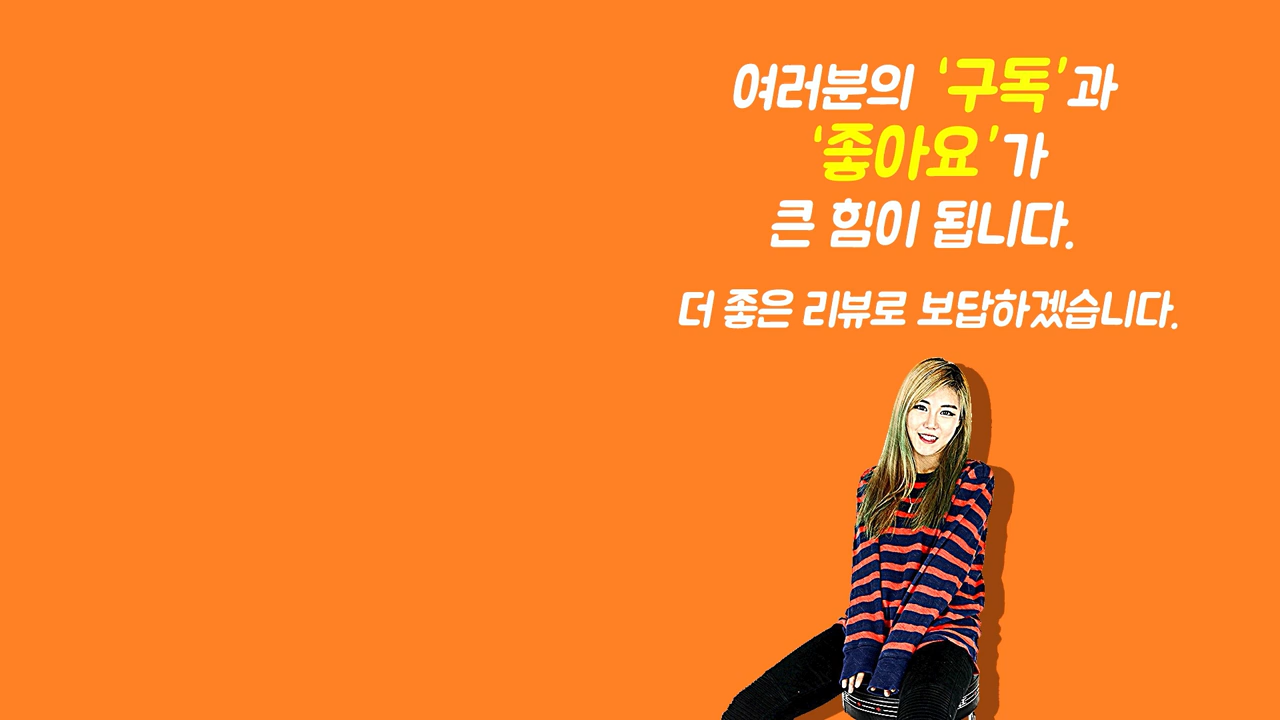 여러분의 '구독'과
'좋아요'가
큰 힘이 됩니다.
더 좋은 리뷰로 보답하겠습니다.